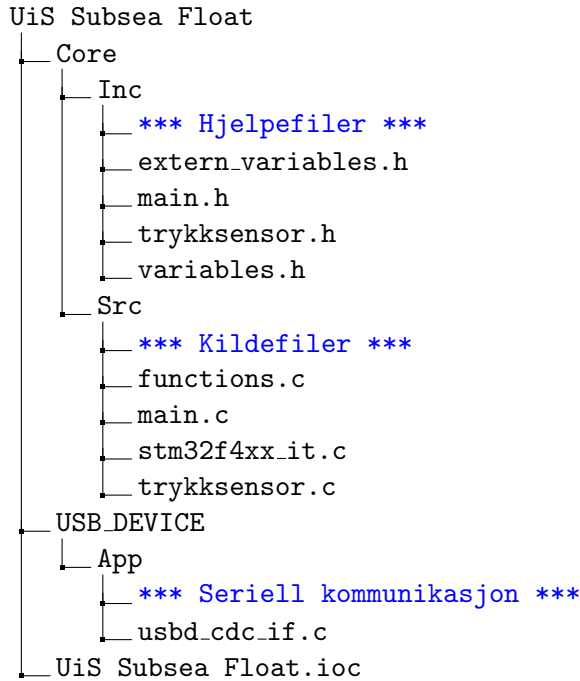 UiS Subsea Float
Core
Inc
*** Hjelpefiler ***
extern_variables.h
main.h
trykksensor.h
variables.h
Src
*** Kildefiler ***
functions.c
main.c
stm32f4xx_it.c
trykksensor.c
USB_DEVICE
App
*** Seriell kommunikasjon ***
usbd_cdc_if.c
UiS Subsea Float.ioc